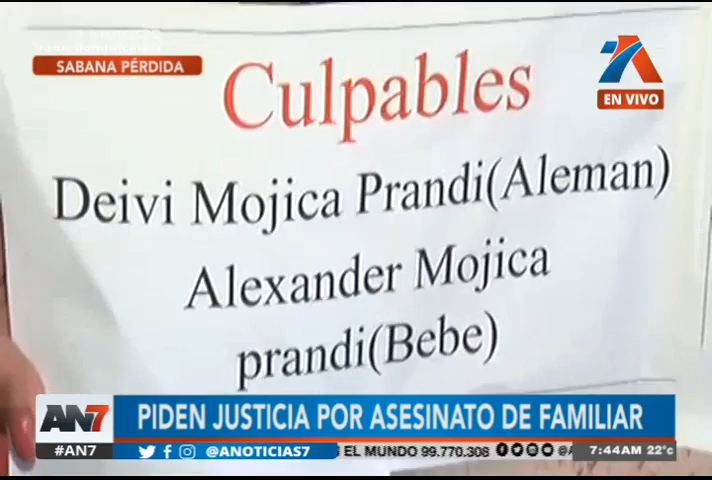 SABANA PÉRDIDA
EN VIVO
Culpables
Deivi Mojica Prandi(Aleman)
Alexander Mojica
prandi(Bebe)
AN7
PIDEN JUSTICIA POR ASESINATO DE FAMILIAR
#AN7
@ANOTICIAS7
EL MUNDO 99.770.308
7:44AM 22°c